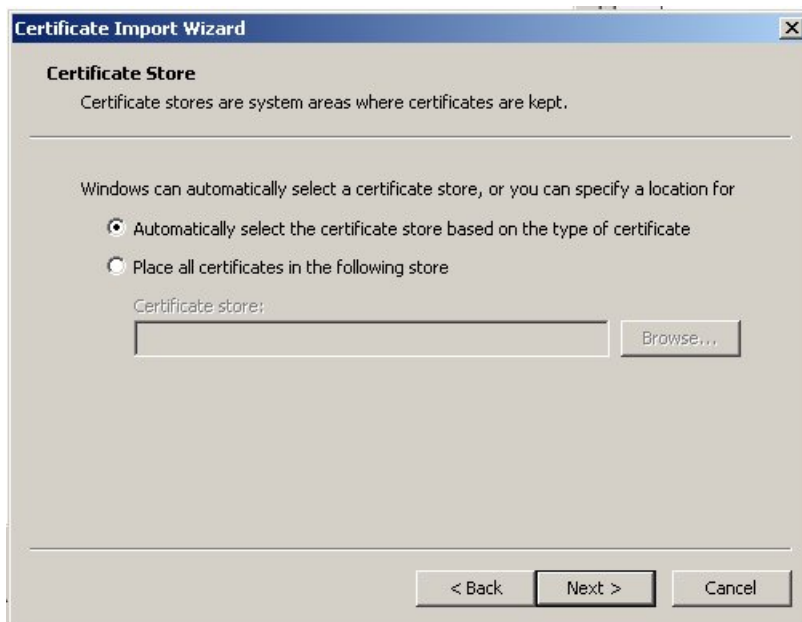 Certificate Import Wizard
Certificate Store
Certificate stores are system areas where certificates are kept.
Windows can automatically select a certificate store, or you can specify a location for
Automatically select the certificate store based on the type of certificate
Place all certificates in the following store
Certificate store:
Browse...
< Back Next > Cancel